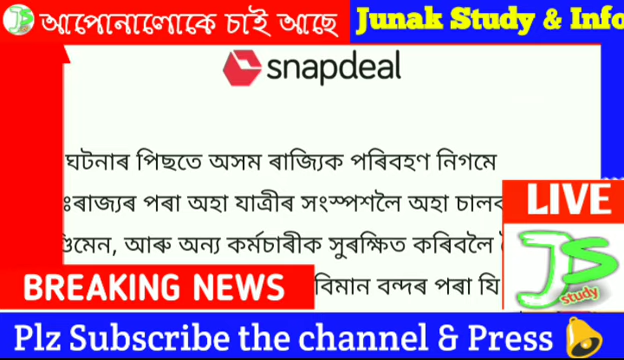 আপোনালোকে চাই আছে Junak Study & Info
snapdeal
ঘটনাৰ পিছতে অসম ৰাজ্যিক পৰিবহণ নিগমে
ৰাজ্যৰ পৰা অহা যাত্ৰীৰ সংস্পৰ্শলৈ অহা
আৰু অন্য কৰ্মচাৰীক সুৰক্ষিত কৰিবলৈ
বিমান বন্দৰ পৰা যি
LIVE
JS
study
BREAKING NEWS
Plz Subscribe the channel & Press